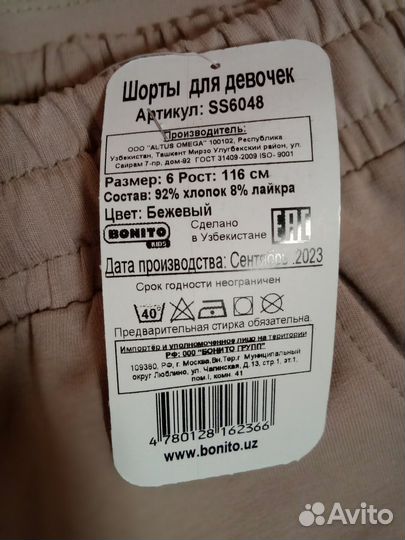 Шорты для девочек
Артикул: SS6048
Производитель:
ООО "ALTUS OMEGA" 100102, Республика
Узбекистан, Ташкент Мирзо Улугбекский район, ул.
Сайрам 7-пр, дом-92 ГОСТ 31409-2009 ISO-9001
Размер: 6 Рост: 116 см
Состав: 92% хлопок 8% лайкра
Цвет: Бежевый
BONITO KIDS
Сделано
в Узбекистане
EAC
Дата производства: Сентябрь 2023
Срок годности неограничен
40°
Предварительная стирка обязательна.
Импортёр и уполномоченное лицо на территории
РФ: ООО "БОНИТО ГРУПП"
109380, РФ, г. Москва, Вн.Тер.г Муниципальный
округ Люблино, ул. Чагинская, Д.13, стр.1, эт.1.
пом.I, комн. 41
4 780128 162366
www.bonito.uz
Avito